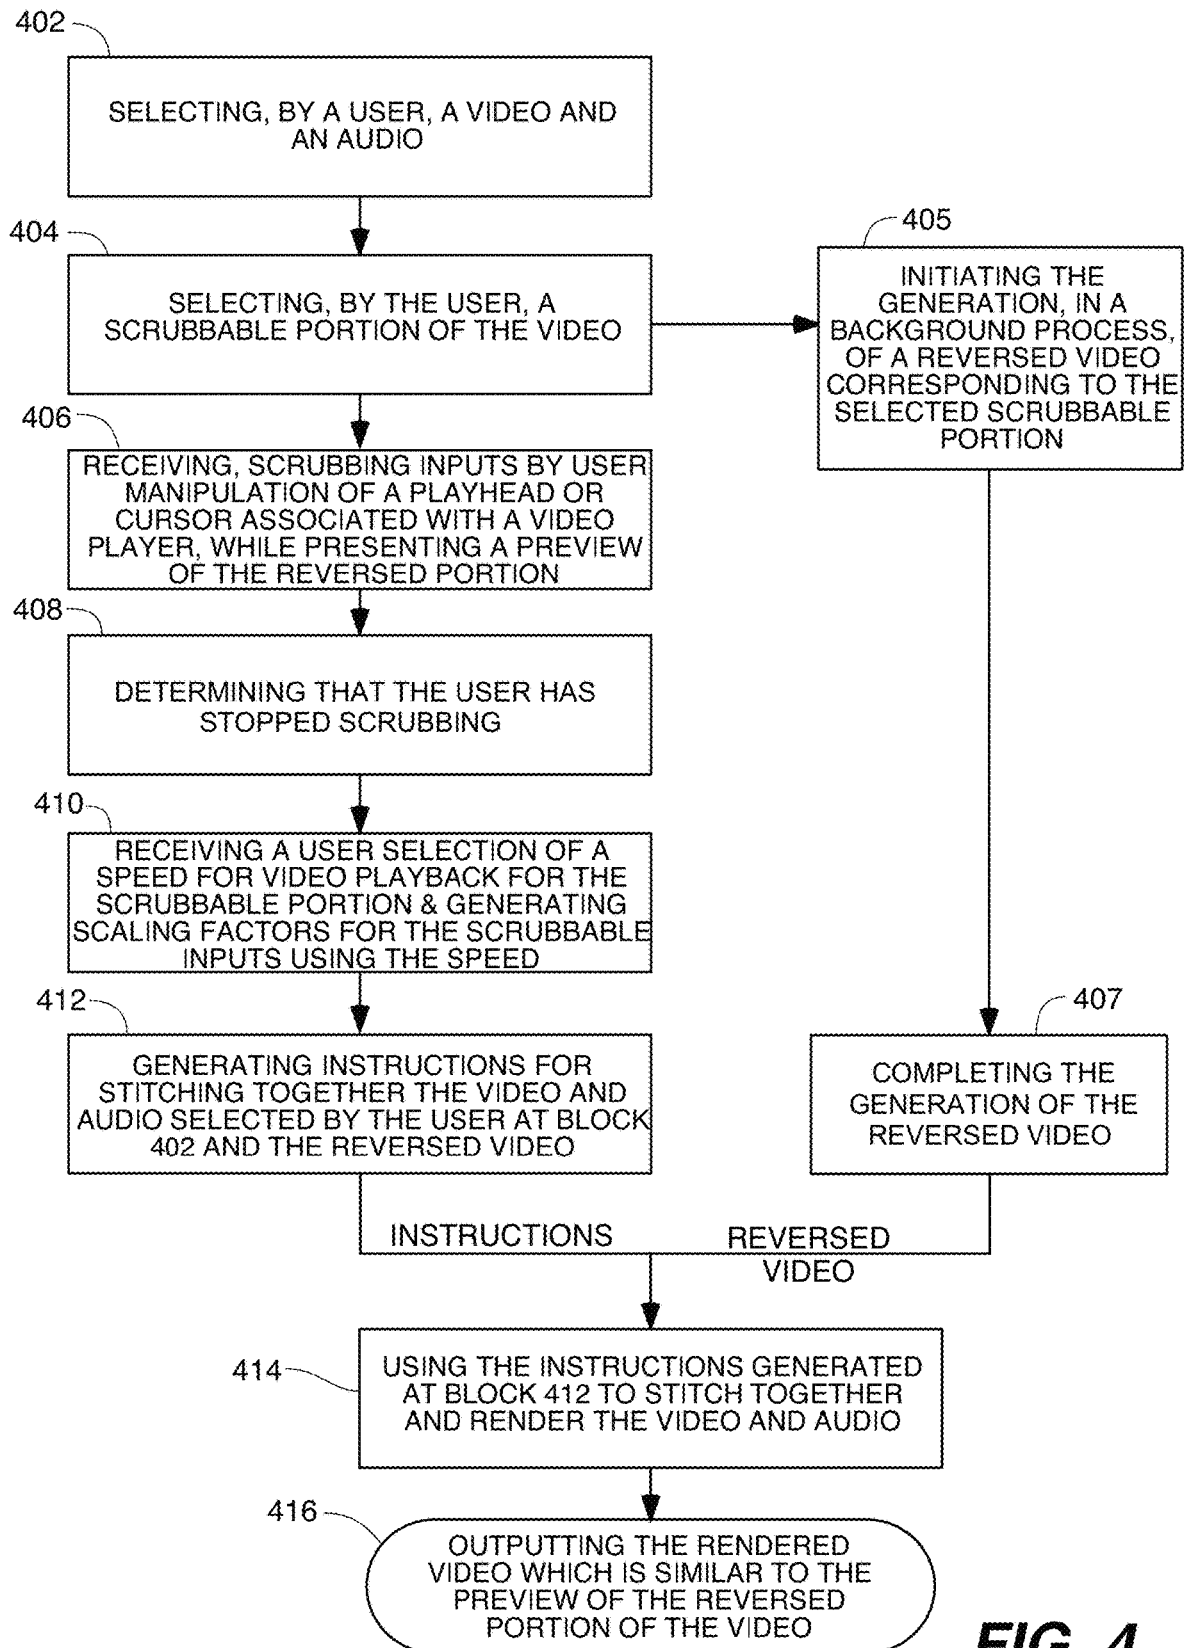 402
SELECTING, BY A USER, A VIDEO AND
AN AUDIO
404
SELECTING, BY THE USER, A
SCRUBBABLE PORTION OF THE VIDEO
405
INITIATING THE
GENERATION, IN A
BACKGROUND PROCESS,
OF A REVERSED VIDEO
CORRESPONDING TO THE
SELECTED SCRUBBABLE
PORTION
406
RECEIVING, SCRUBBING INPUTS BY USER
MANIPULATION OF A PLAYHEAD OR
CURSOR ASSOCIATED WITH A VIDEO
PLAYER, WHILE PRESENTING A PREVIEW
OF THE REVERSED PORTION
408
DETERMINING THAT THE USER HAS
STOPPED SCRUBBING
410
RECEIVING A USER SELECTION OF A
SPEED FOR VIDEO PLAYBACK FOR THE
SCRUBBABLE PORTION & GENERATING
SCALING FACTORS FOR THE SCRUBBABLE
INPUTS USING THE SPEED
412
GENERATING INSTRUCTIONS FOR
STITCHING TOGETHER THE VIDEO AND
AUDIO SELECTED BY THE USER AT BLOCK
402 AND THE REVERSED VIDEO
407
COMPLETING THE
GENERATION OF THE
REVERSED VIDEO
INSTRUCTIONS
REVERSED
VIDEO
414
USING THE INSTRUCTIONS GENERATED
AT BLOCK 412 TO STITCH TOGETHER
AND RENDER THE VIDEO AND AUDIO
416
OUTPUTTING THE RENDERED
VIDEO WHICH IS SIMILAR TO THE
PREVIEW OF THE REVERSED
PORTION OF THE VIDEO
FIG. 4